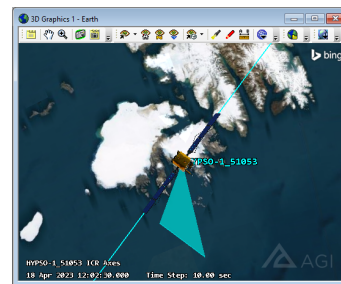 3D Graphics 1 - Earth
bing
HYPSO-1_51053
HYPSO-1_51053 ICR Axes
18 Apr 2023 12:02:30.000 Time Step: 10.00 sec
AGI